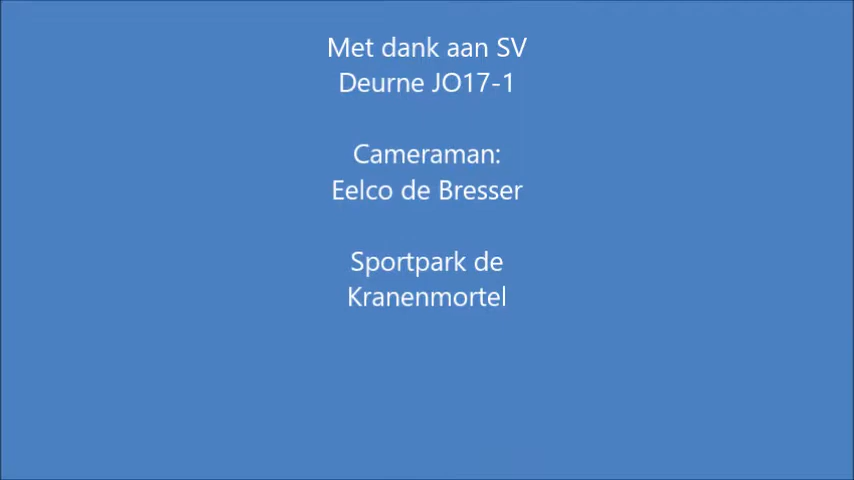 Met dank aan SV
Deurne JO17-1
Cameraman:
Eelco de Bresser
Sportpark de
Kranenmortel